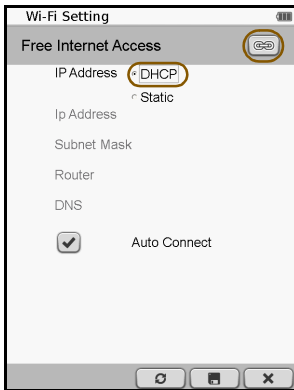 Wi-Fi Setting
Free Internet Access
IP Address DHCP
Static
Ip Address
Subnet Mask
Router
DNS
Auto Connect